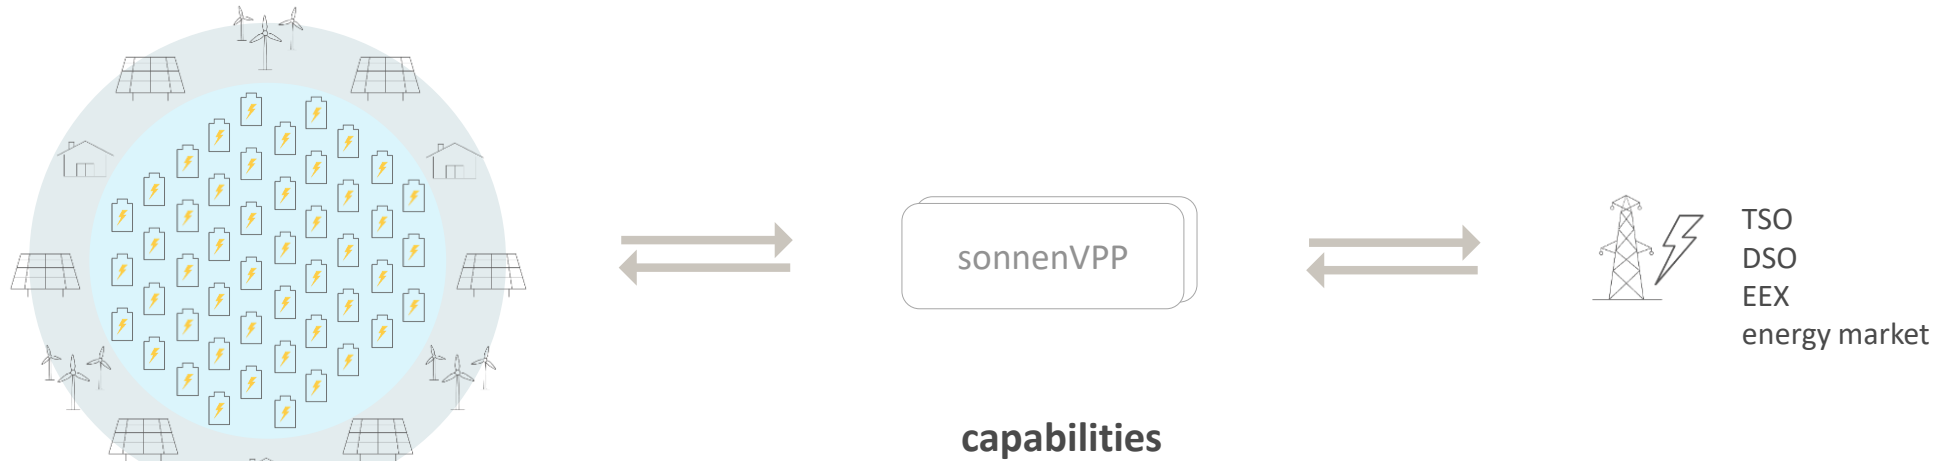 sonnenVPP
TSO
DSO
EEX
energy market
capabilities